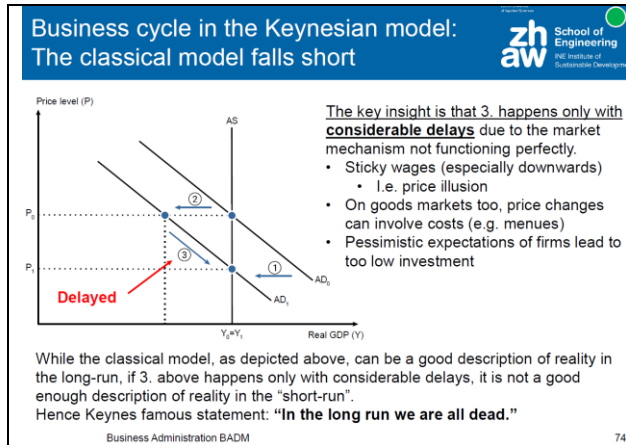 Business cycle in the Keynesian model:
The classical model falls short
zh
aw
School of
Engineering
INE Institute of
Price level (P)
AS
P₀
P₁
②
③
①
AD₀
AD₁
Delayed
Y₀=Y₁
Real GDP (Y)
The key insight is that 3. happens only with
considerable delays due to the market
mechanism not functioning perfectly.
• Sticky wages (especially downwards)
• I.e. price illusion
• On goods markets too, price changes
can involve costs (e.g. menues)
• Pessimistic expectations of firms lead to
too low investment
While the classical model, as depicted above, can be a good description of reality in
the long-run, if 3. above happens only with considerable delays, it is not a good
enough description of reality in the “short-run”.
Hence Keynes famous statement: “In the long run we are all dead.”
Business Administration BADM
74